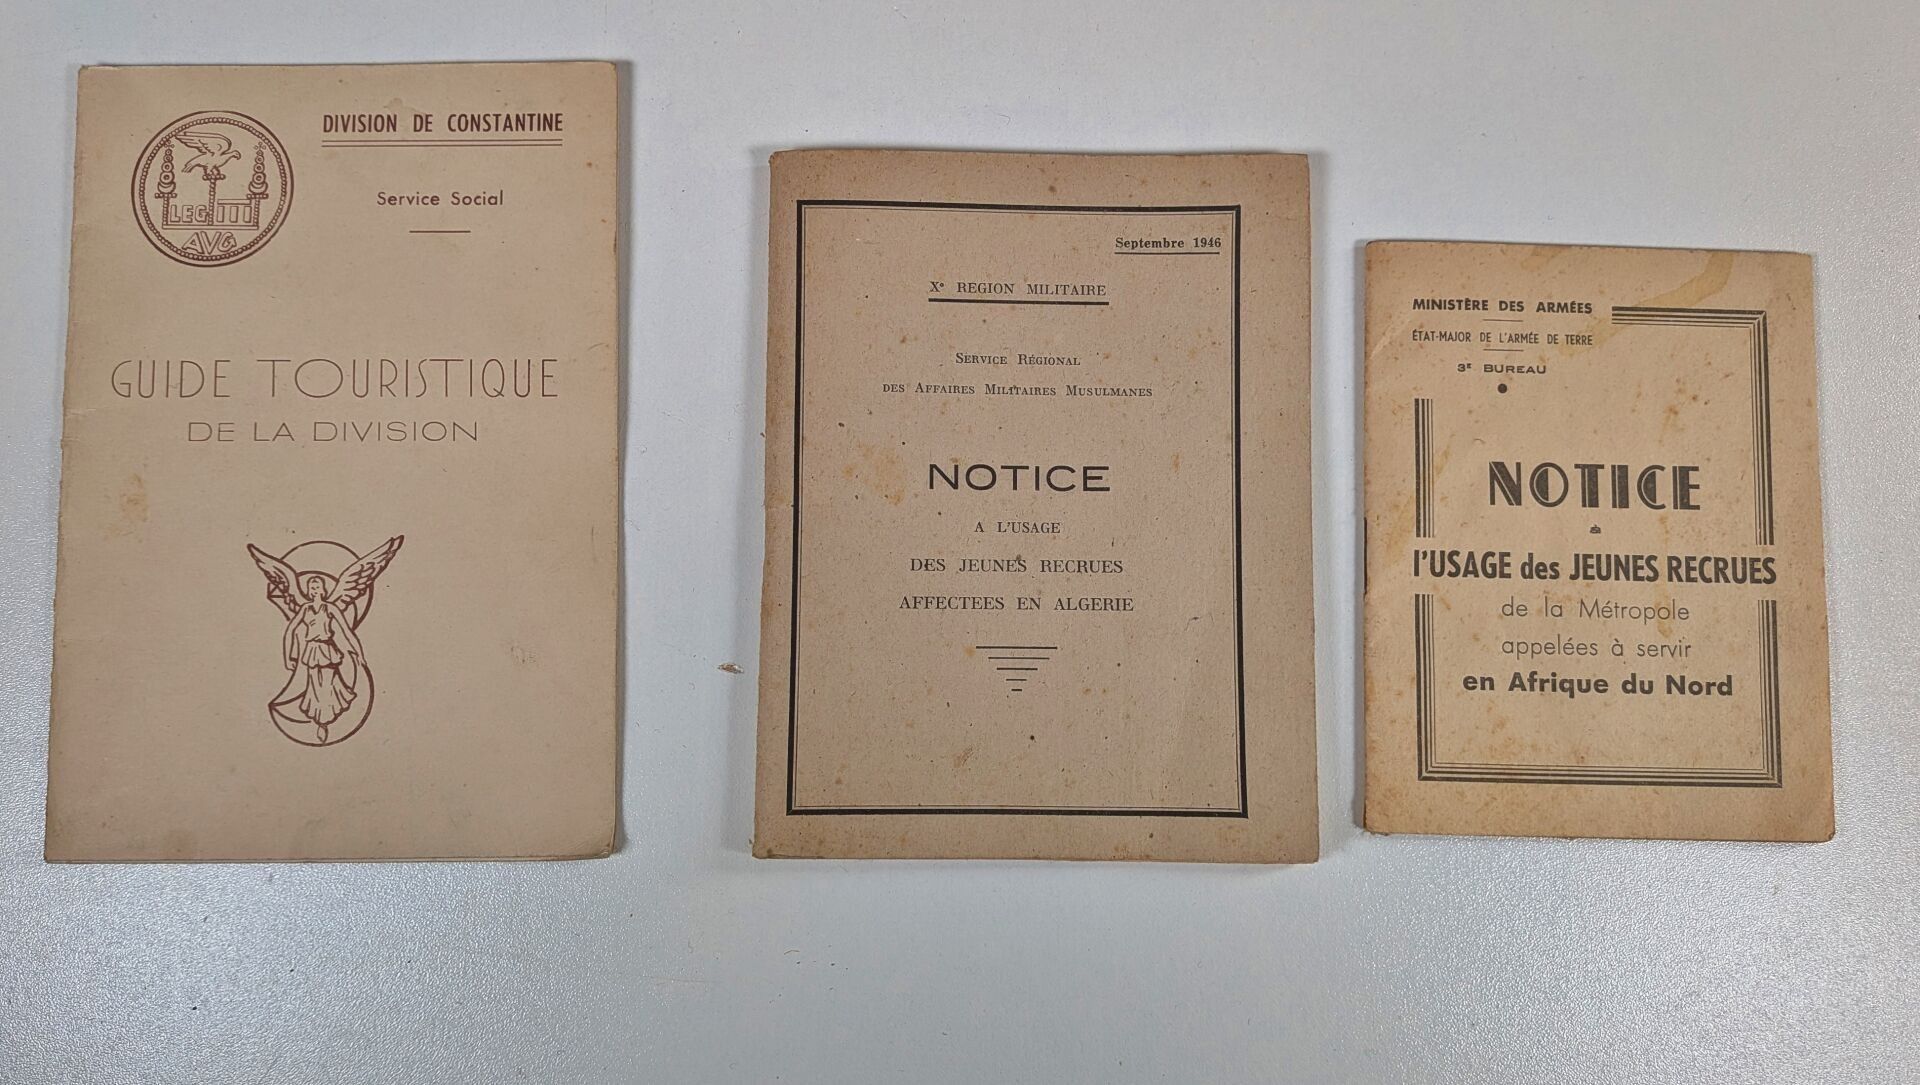 DIVISION DE CONSTANTINE
Service Social
LEG III
AVG
GUIDE TOURISTIQUE
DE LA DIVISION
Septembre 1946
Xe REGION MILITAIRE
SERVICE RÉGIONAL
DES AFFAIRES MILITAIRES MUSULMANES
NOTICE
A L'USAGE
DES JEUNES RECRUES
AFFECTEES EN ALGERIE
MINISTÈRE DES ARMÉES
ÉTAT-MAJOR DE L'ARMÉE DE TERRE
3E BUREAU
NOTICE
à
l'USAGE des JEUNES RECRUES
de la Métropole
appelées à servir
en Afrique du Nord